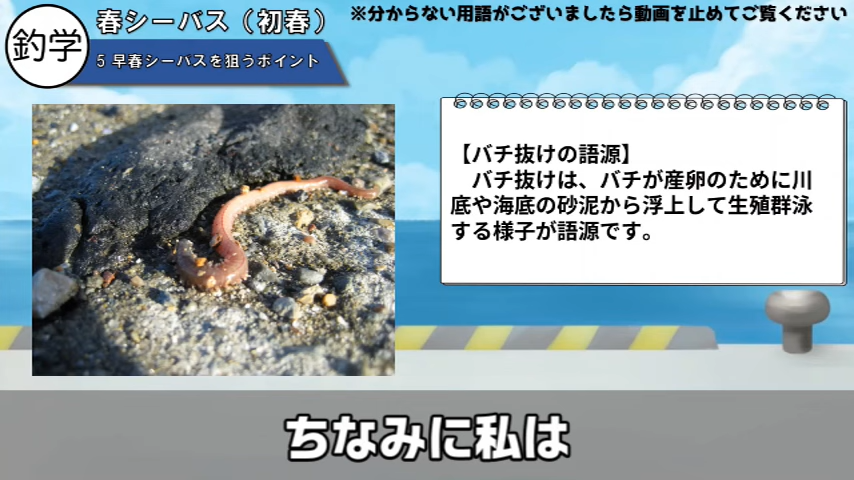 釣学
春シーバス（初春）
5 早春シーバスを狙うポイント
※分からない用語がございましたら動画を止めてご覧ください
【バチ抜けの語源】
　バチ抜けは、バチが産卵のために川
底や海底の砂泥から浮上して生殖群泳
する様子が語源です。
ちなみに私は